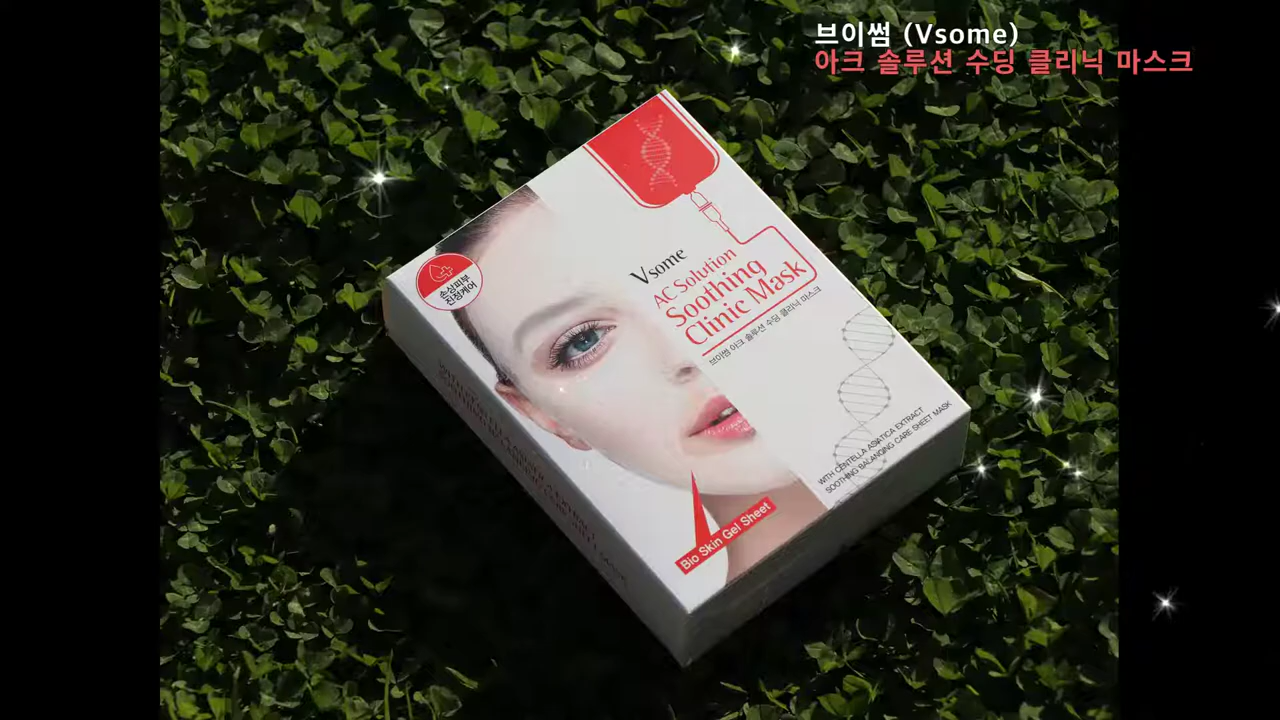 브이썸 (Vsome)
아크 솔루션 수딩 클리닉 마스크
손상피부
진정케어
Vsome
AC Solution
Soothing
Clinic Mask
브이썸 아크 솔루션 수딩 클리닉 마스크
WITH CENTELLA ASIATICA EXTRACT
SOOTHING BALANCING CARE SHEET MASK
Bio Skin Gel Sheet